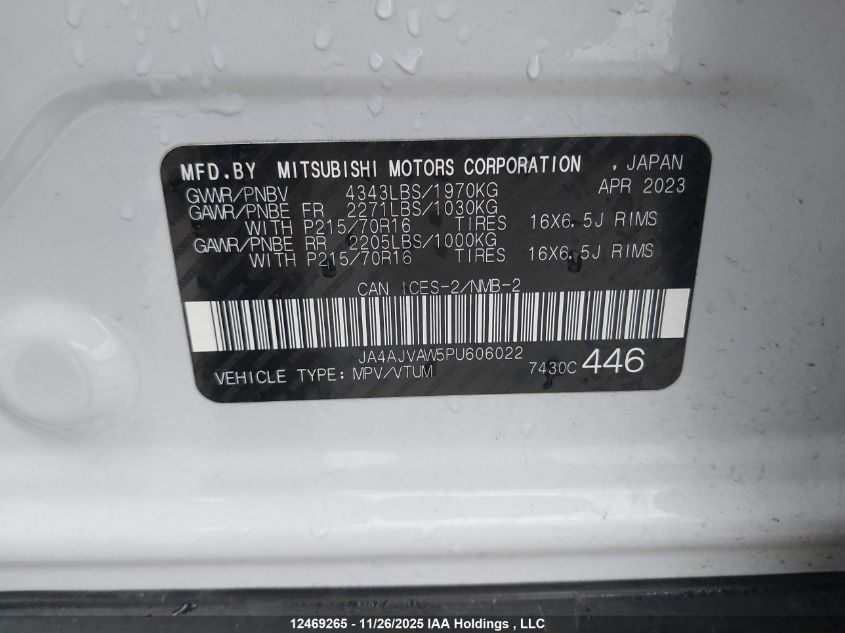 MFD.BY MITSUBISHI MOTORS CORPORATION , JAPAN
GVWR/PNBV 4343LBS/1970KG APR 2023
GAWR/PNBE FR 2271LBS/1030KG
WITH P215/70R16 TIRES 16X6.5J RIMS
GAWR/PNBE RR 2205LBS/1000KG
WITH P215/70R16 TIRES 16X6.5J RIMS
CAN ICES-2/NMB-2
JA4AJVAW5PU606022
VEHICLE TYPE: MPV/VTUM 7430C 446
12469265 - 11/26/2025 IAA Holdings , LLC